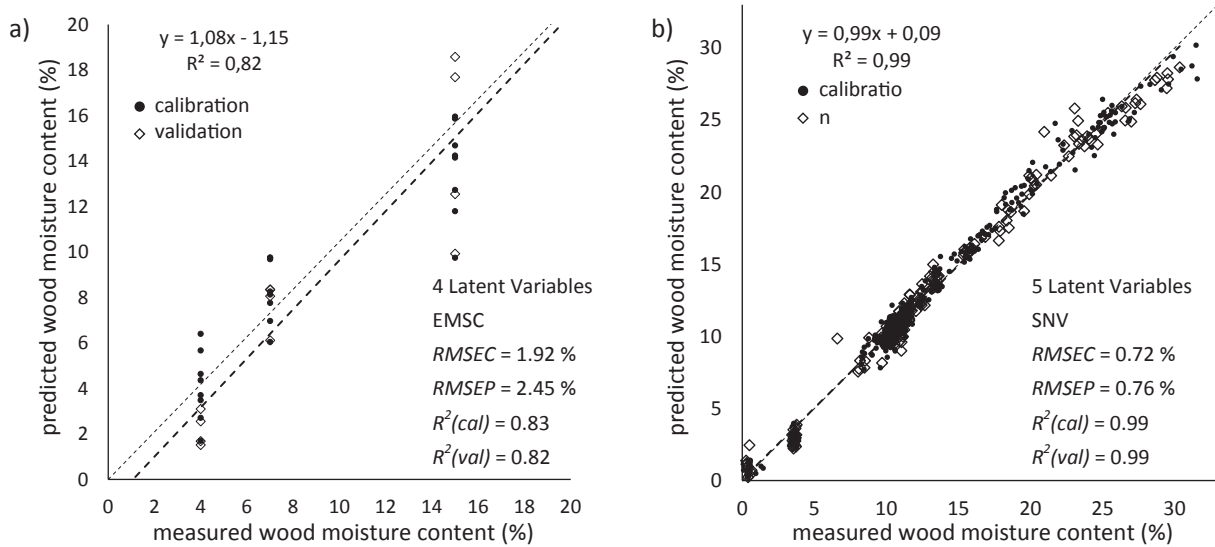 a)
predicted wood moisture content (%)
20
18
16
14
12
10
8
6
4
2
0
y = 1,08x - 1,15
R² = 0,82
calibration
validation
4 Latent Variables
EMSC
RMSEC = 1.92 %
RMSEP = 2.45 %
R²(cal) = 0.83
R²(val) = 0.82
0 2 4 6 8 10 12 14 16 18 20
measured wood moisture content (%)
b)
predicted wood moisture content (%)
30
25
20
15
10
5
0
y = 0,99x + 0,09
R² = 0,99
calibratio
n
5 Latent Variables
SNV
RMSEC = 0.72 %
RMSEP = 0.76 %
R²(cal) = 0.99
R²(val) = 0.99
0 5 10 15 20 25 30
measured wood moisture content (%)